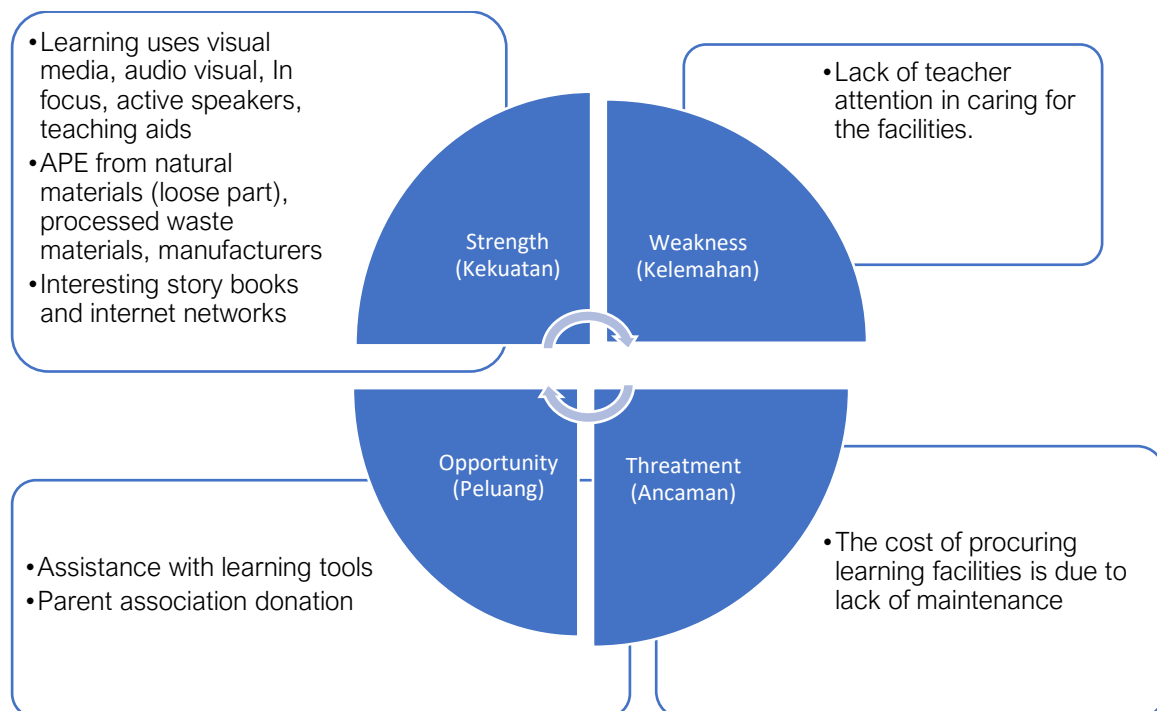 •Learning uses visual
media, audio visual, In
focus, active speakers,
teaching aids
•APE from natural
materials (loose part),
processed waste
materials, manufacturers
•Interesting story books
and internet networks
•Lack of teacher
attention in caring for
the facilities.
Strength
(Kekuatan)
Weakness
(Kelemahan)
Opportunity
(Peluang)
Threatment
(Ancaman)
•Assistance with learning tools
•Parent association donation
•The cost of procuring
learning facilities is due to
lack of maintenance